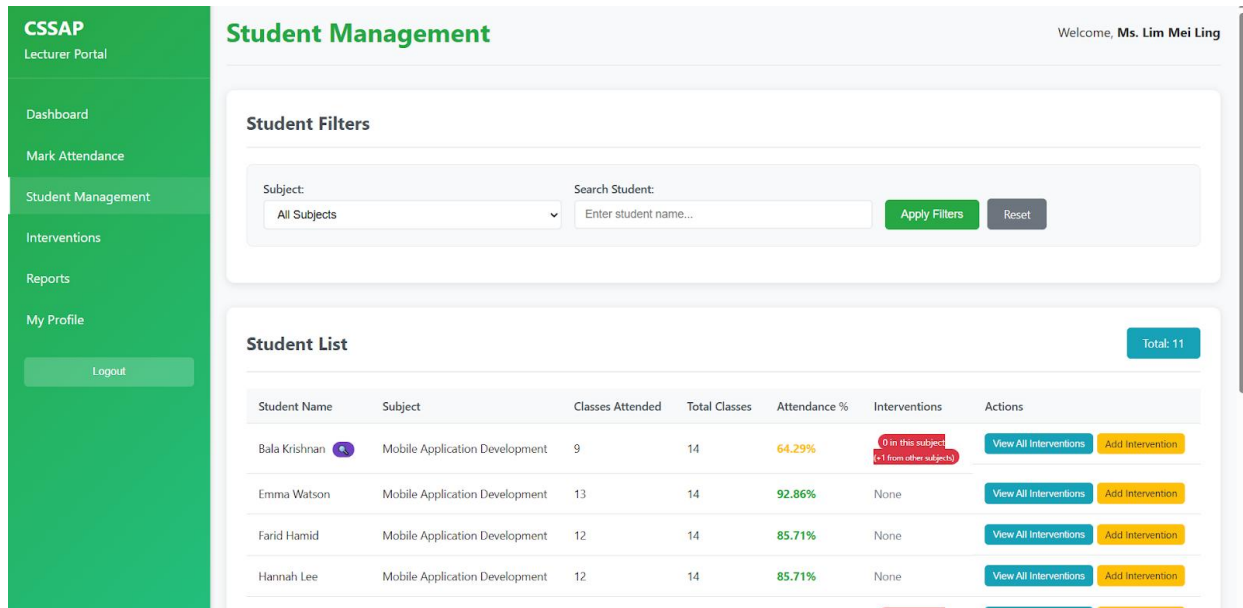 CSSAP
Lecturer Portal
Dashboard
Mark Attendance
Student Management
Interventions
Reports
My Profile
Logout
Student Management
Welcome, Ms. Lim Mei Ling
Student Filters
Subject:
All Subjects
Search Student:
Enter student name...
Apply Filters
Reset
Student List
Total: 11
Student Name Subject Classes Attended Total Classes Attendance % Interventions Actions
Bala Krishnan Mobile Application Development 9 14 64.29% 0 in this subject
(+1 from other subjects)
View All Interventions Add Intervention
Emma Watson Mobile Application Development 13 14 92.86% None View All Interventions Add Intervention
Farid Hamid Mobile Application Development 12 14 85.71% None View All Interventions Add Intervention
Hannah Lee Mobile Application Development 12 14 85.71% None View All Interventions Add Intervention